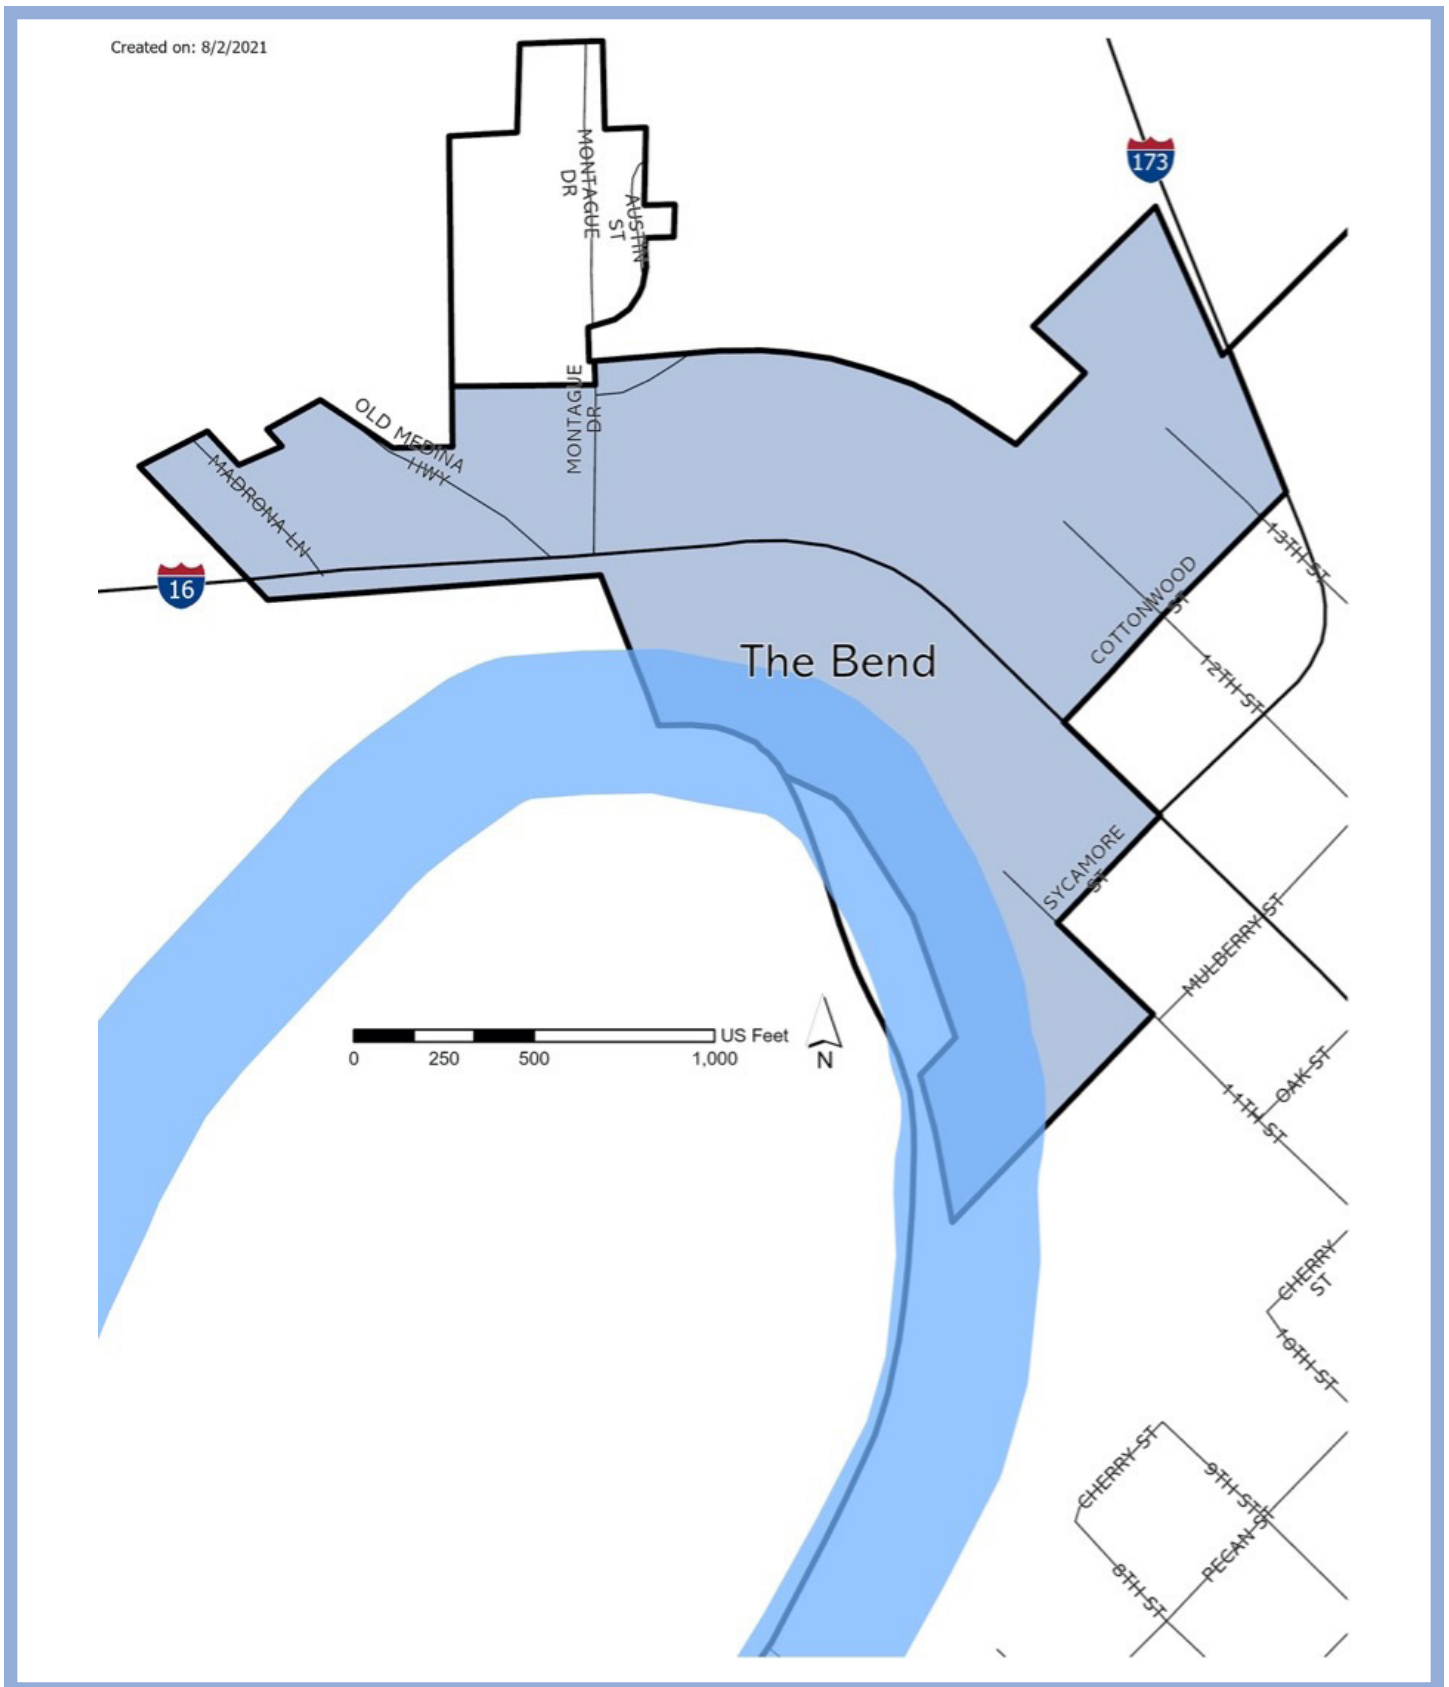 Created on: 8/2/2021
173
MONTAGUE
DR
AUSTIN
ST
MONTAGUE
DR
OLD MEDINA
HWY
MADRONA LN
16
13TH ST
COTTONWOOD
ST
The Bend
12TH ST
SYCAMORE
ST
MULBERRY ST
US Feet
0 250 500 1,000
N
OAK ST
11TH ST
CHERRY
ST
10TH ST
CHERRY ST
9TH ST
PECAN ST
8TH ST